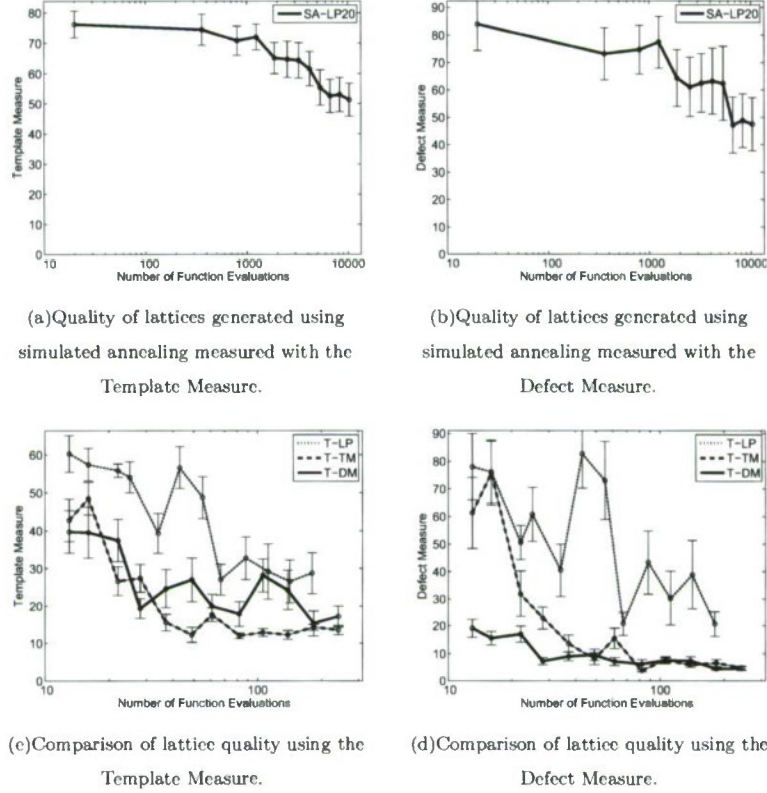 80
70
60
50
40
30
20
10
0
Template Measure
SA-LP20
10
100
1000
10000
Number of Function Evaluations
(a)Quality of lattices generated using
simulated anncaling measured with the
Template Measure.
90
80
70
60
50
40
30
20
10
0
Defect Measure
SA-LP20
10
100
1000
10000
Number of Function Evaluations
(b)Quality of lattices generated using
simulated annealing measured with the
Defect Measure.
60
50
40
30
20
10
0
Template Measure
T-LP
T-TM
T-DM
10
100
Number of Function Evaluations
(c)Comparison of lattice quality using the
Template Measure.
90
80
70
60
50
40
30
20
10
0
Defect Measure
T-LP
T-TM
T-DM
10
100
Number of Function Evaluations
(d)Comparison of lattice quality using the
Defect Measure.